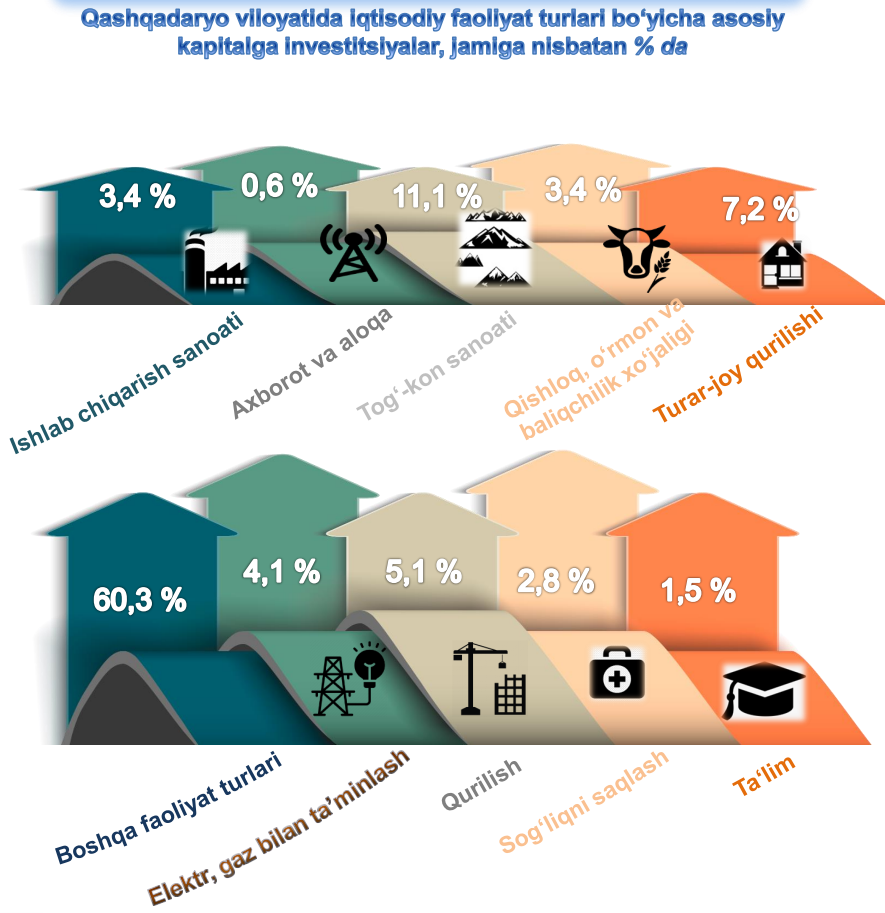 Qashqadaryo viloyatida iqtisodiy faoliyat turlari bo‘yicha asosiy
kapitalga investitsiyalar, jamiga nisbatan % da
3,4 %
0,6 %
11,1 %
3,4 %
7,2 %
Ishlab chiqarish sanoati
Axborot va aloqa
Tog‘-kon sanoati
Qishloq, o‘rmon va
baliqchilik xo‘jaligi
Turar-joy qurilishi
60,3 %
4,1 %
5,1 %
2,8 %
1,5 %
Boshqa faoliyat turlari
Elektr, gaz bilan ta’minlash
Qurilish
Sog‘liqni saqlash
Ta‘lim